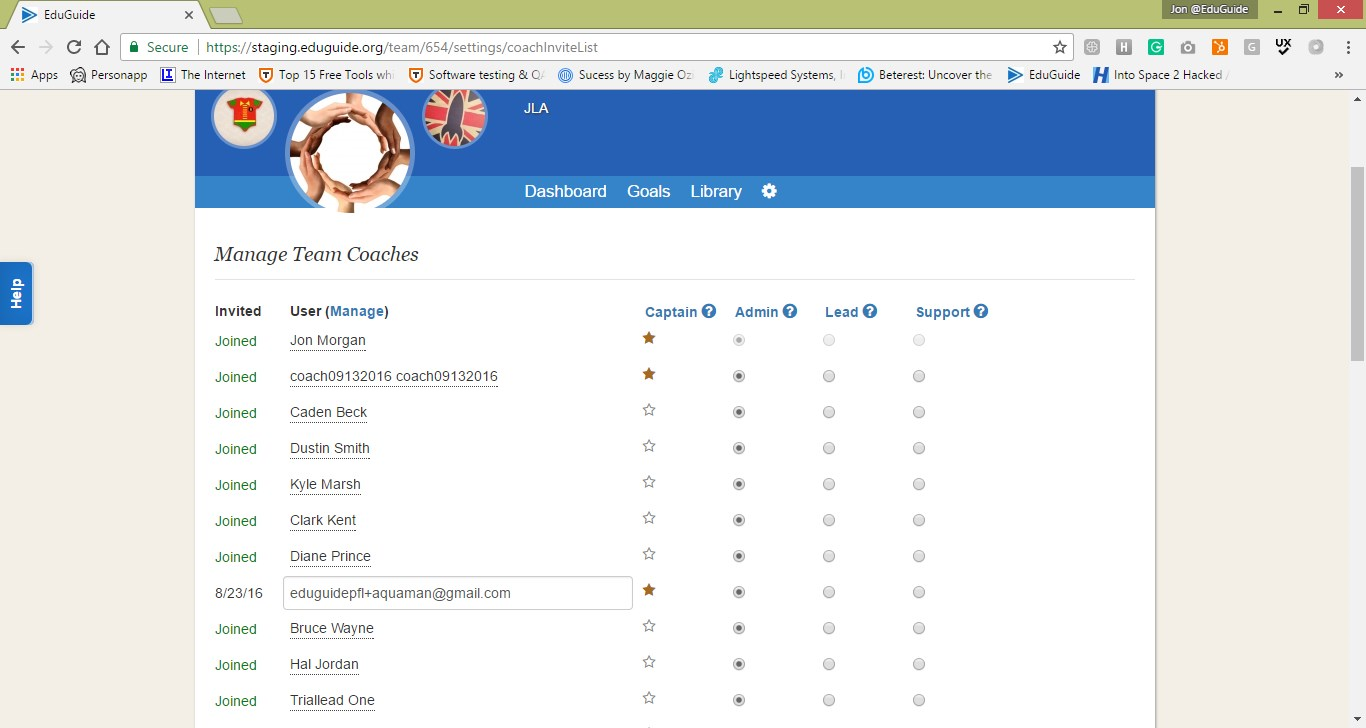 EduGuide
Jon @EduGuide
Secure https://staging.eduguide.org/team/654/settings/coachInviteList
Apps Personapp The Internet Top 15 Free Tools Software testing & Sucess by Maggie Lightspeed Systems, Beterest: Uncover the EduGuide Into Space 2 Hacked »
JLA
Dashboard Goals Library
Manage Team Coaches
Help
Invited User (Manage) Captain ? Admin ? Lead ? Support ?
Joined Jon Morgan
Joined coach09132016 coach09132016
Joined Caden Beck
Joined Dustin Smith
Joined Kyle Marsh
Joined Clark Kent
Joined Diane Prince
8/23/16 eduguidepfl+aquaman@gmail.com
Joined Bruce Wayne
Joined Hal Jordan
Joined Triallead One